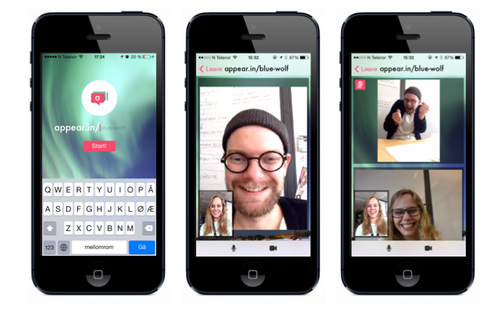 N Telenor 17:24
appear.in/
Start!
Q W E R T Y U I O P Å
A S D F G H J K L Ø Æ
Z X C V B N M
123 mellomrom Gå
N Telenor 16:32 67%
Leave appear.in/blue-wolf
N Telenor 16:32 67%
Leave appear.in/blue-wolf